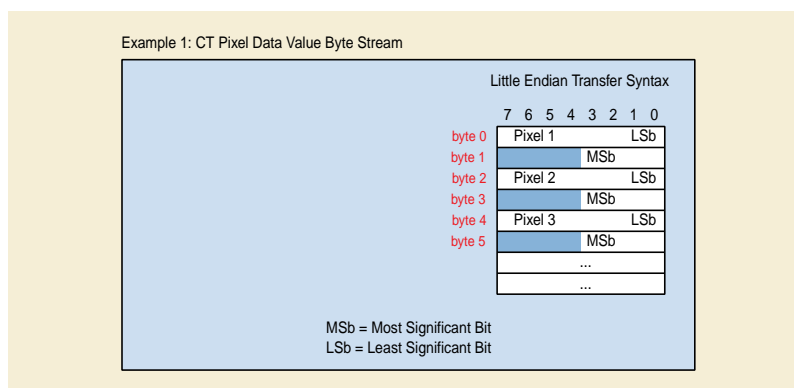 Example 1: CT Pixel Data Value Byte Stream
Little Endian Transfer Syntax
7 6 5 4 3 2 1 0
byte 0 Pixel 1 LSb
byte 1 MSb
byte 2 Pixel 2 LSb
byte 3 MSb
byte 4 Pixel 3 LSb
byte 5 MSb
...
...
MSb = Most Significant Bit
LSb = Least Significant Bit